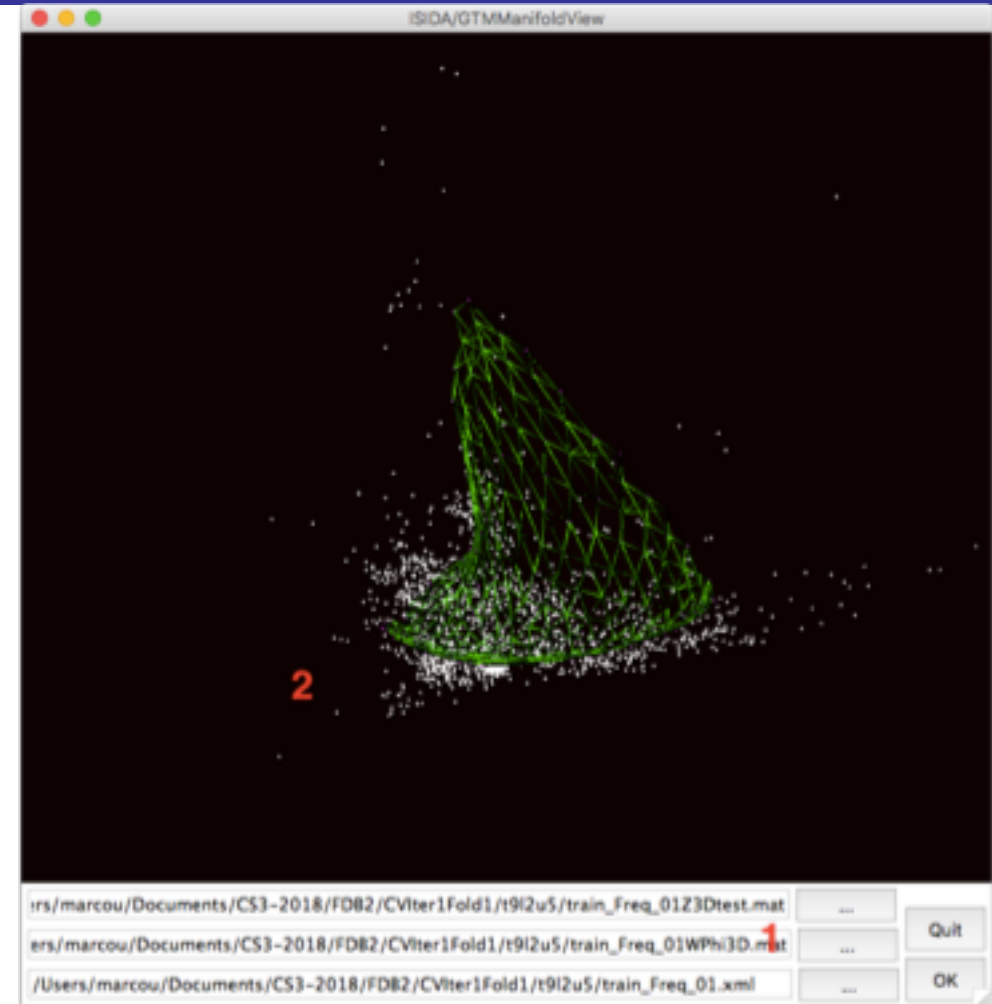 ISIDA/GTMManifoldView
2
ers/marcou/Documents/CS3-2018/FDB2/CVIter1Fold1/t9l2u5/train_Freq_01Z3Dtest.mat ...
ers/marcou/Documents/CS3-2018/FDB2/CVIter1Fold1/t9l2u5/train_Freq_01WPhi3D.mat ...
1
Quit
/Users/marcou/Documents/CS3-2018/FDB2/CVIter1Fold1/t9l2u5/train_Freq_01.xml ...
OK